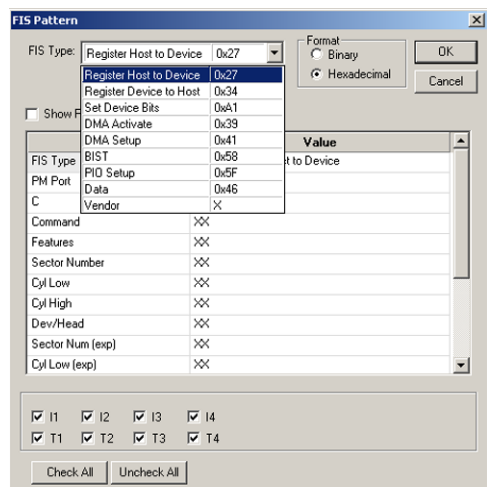 FIS Pattern
FIS Type: Register Host to Device 0x27
Format
Binary
Hexadecimal
OK
Cancel
Register Host to Device 0x27
Register Device to Host 0x34
Set Device Bits 0xA1
DMA Activate 0x39
DMA Setup 0x41
BIST 0x58
PIO Setup 0x5F
Data 0x46
Vendor X
Show F
Value
FIS Type t to Device
PM Port
C
Command XX
Features XX
Sector Number XX
Cyl Low XX
Cyl High XX
Dev/Head XX
Sector Num (exp) XX
Cyl Low (exp) XX
I1 I2 I3 I4
T1 T2 T3 T4
Check All Uncheck All